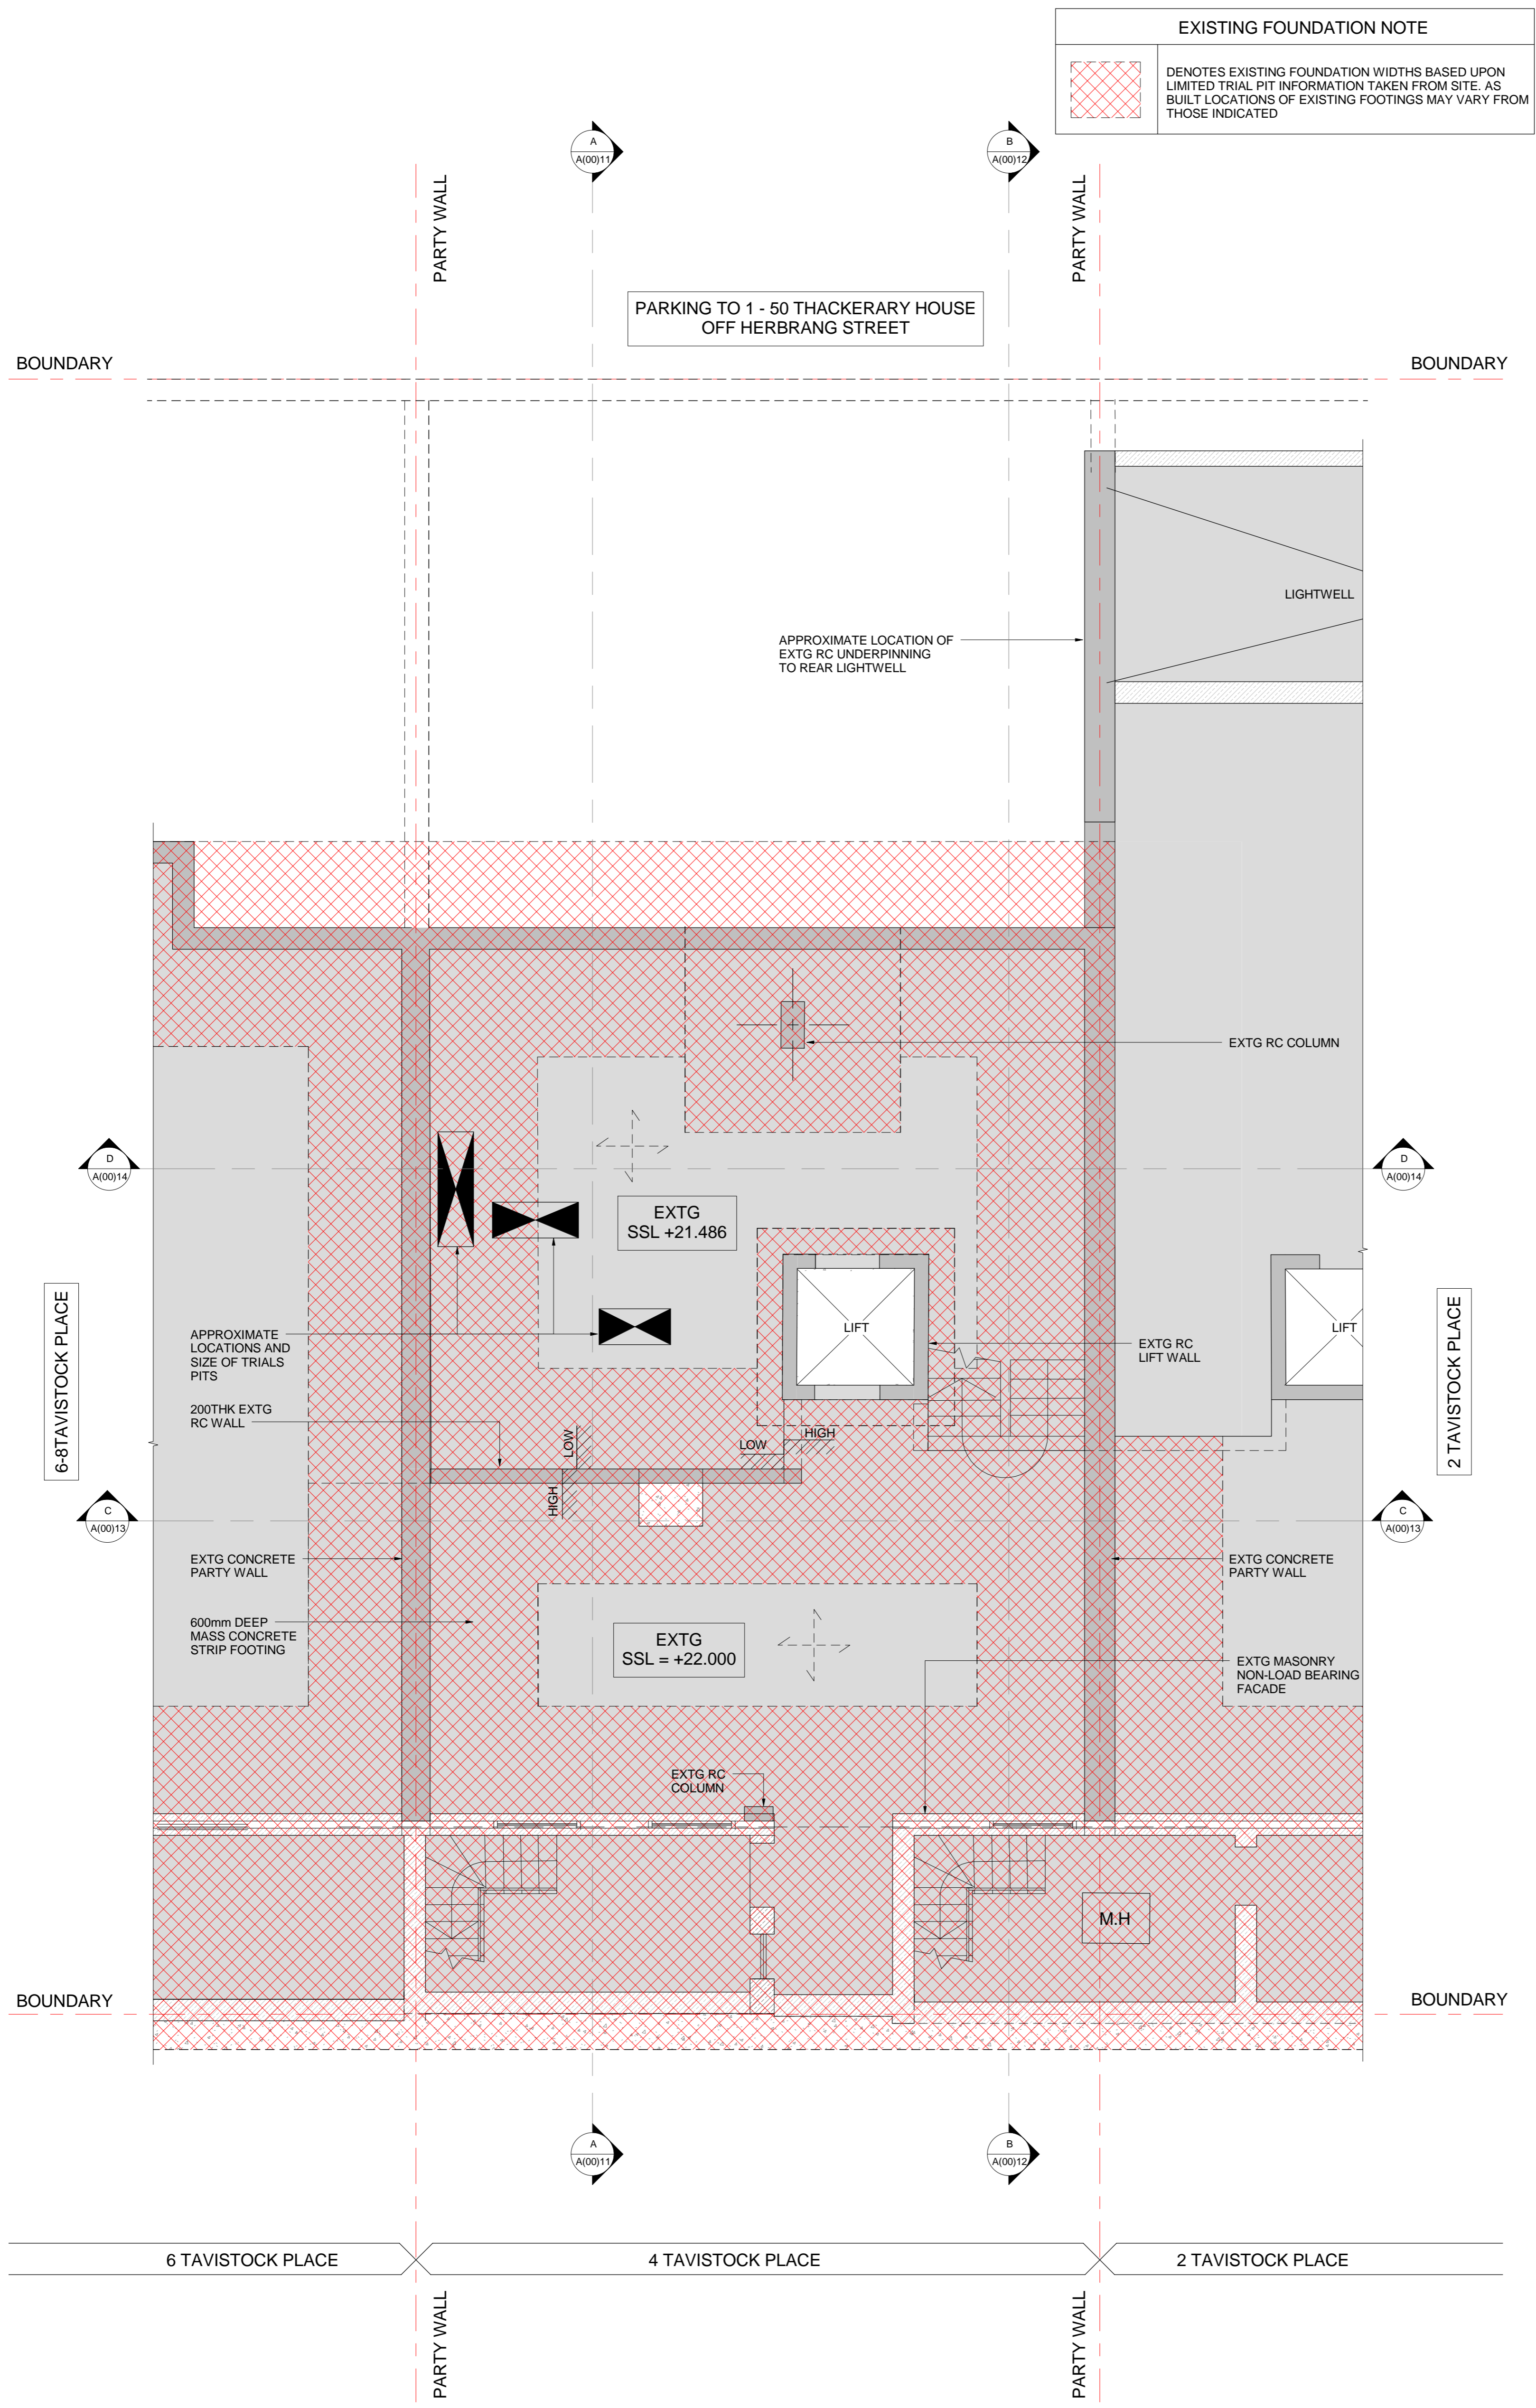 EXISTING FOUNDATION NOTE
DENOTES EXISTING FOUNDATION WIDTHS BASED UPON
LIMITED TRIAL PIT INFORMATION TAKEN FROM SITE. AS
BUILT LOCATIONS OF EXISTING FOOTINGS MAY VARY FROM
THOSE INDICATED
A
A(00)11
B
A(00)12
PARTY WALL
PARTY WALL
PARKING TO 1 - 50 THACKERARY HOUSE
OFF HERBRANG STREET
BOUNDARY
BOUNDARY
LIGHTWELL
APPROXIMATE LOCATION OF
EXTG RC UNDERPINNING
TO REAR LIGHTWELL
EXTG RC COLUMN
D
A(00)14
D
A(00)14
EXTG
SSL +21.486
6-8TAVISTOCK PLACE
2 TAVISTOCK PLACE
LIFT
LIFT
APPROXIMATE
LOCATIONS AND
SIZE OF TRIALS
PITS
EXTG RC
LIFT WALL
200THK EXTG
RC WALL
LOW
HIGH
LOW
HIGH
C
A(00)13
C
A(00)13
EXTG CONCRETE
PARTY WALL
EXTG CONCRETE
PARTY WALL
600mm DEEP
MASS CONCRETE
STRIP FOOTING
EXTG
SSL = +22.000
EXTG MASONRY
NON-LOAD BEARING
FACADE
EXTG RC
COLUMN
M.H
BOUNDARY
BOUNDARY
A
A(00)11
B
A(00)12
6 TAVISTOCK PLACE
4 TAVISTOCK PLACE
2 TAVISTOCK PLACE
PARTY WALL
PARTY WALL